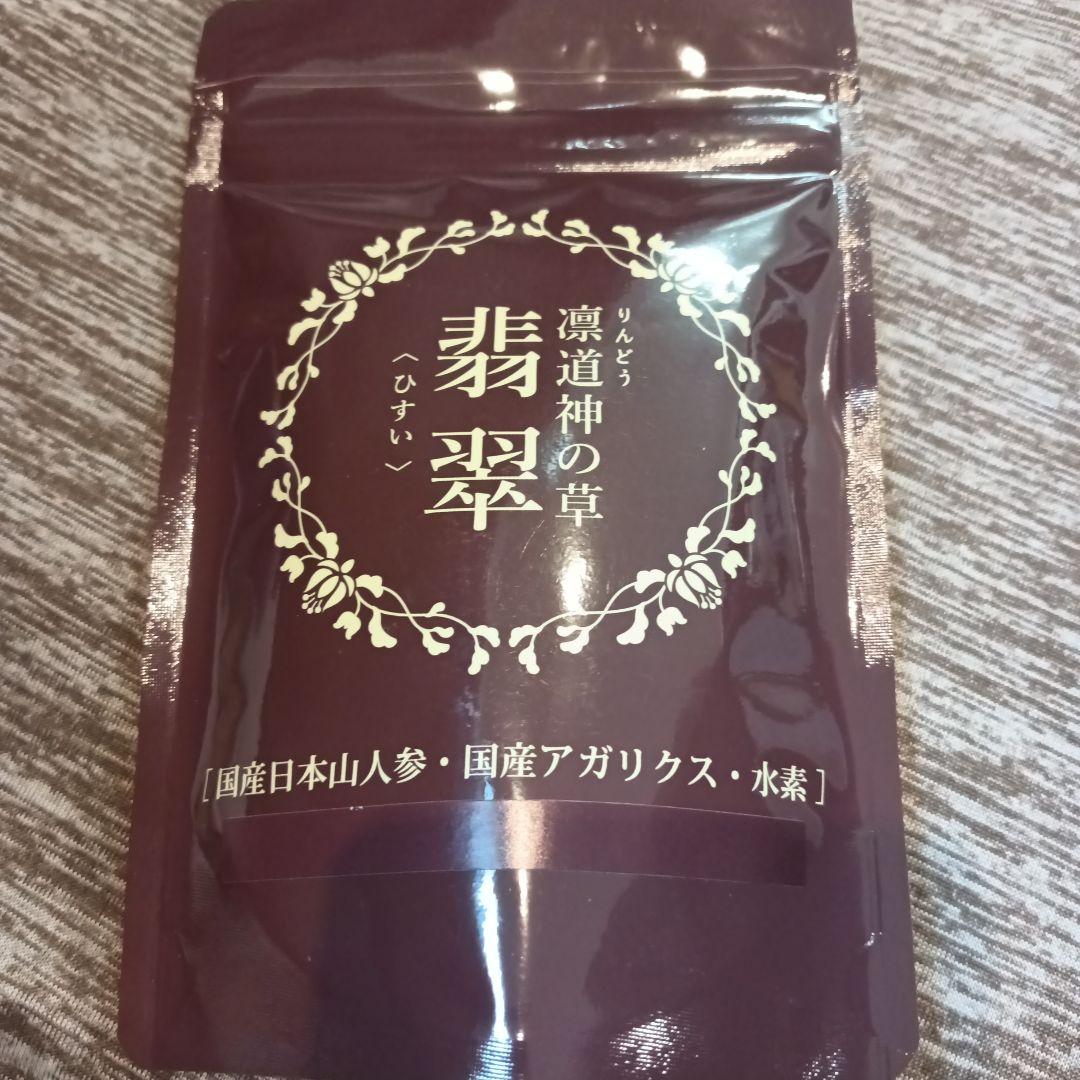 りんどう
凛道神の草
翡翠
〈ひすい〉
[国産日本山人参・国産アガリクス・水素]